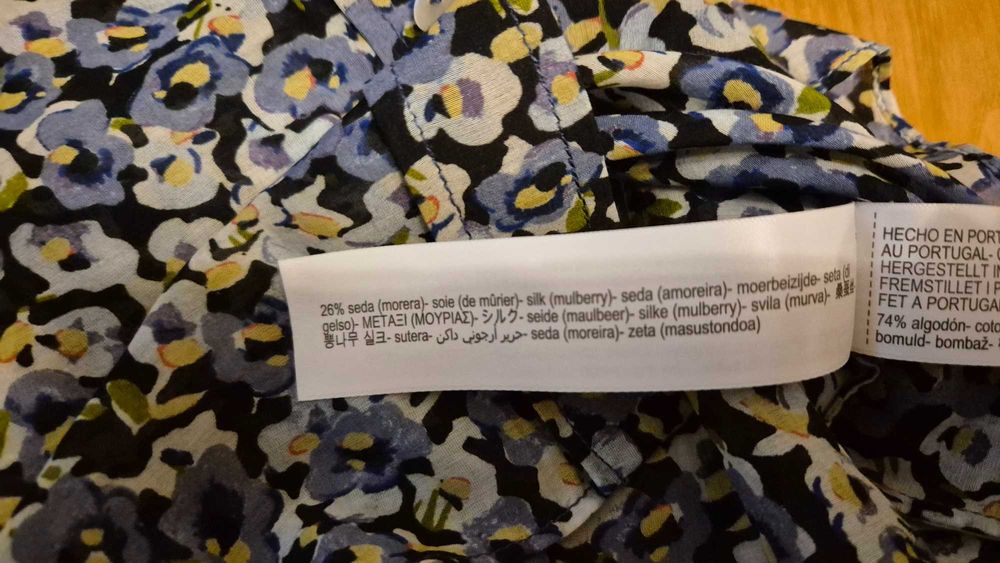 26% seda (morera)- soie (de mûrier)- silk (mulberry)- seda (amoreira)- moerbeizijde- seta (di
gelso)- ΜΕΤΑΞΙ (ΜΟΥΡΙΑΣ)- シルク- seide (maulbeer)- silke (mulberry)- svila (murva)- 桑蚕丝
뽕나무 실크- sutera- حرير أرجواني داكن- seda (moreira)- zeta (masustondoa)
HECHO EN PORT
AU PORTUGAL-
HERGESTELLT I
FREMSTILLET I
FET A PORTUGA
74% algodón- coto
bomuld- bombaž-